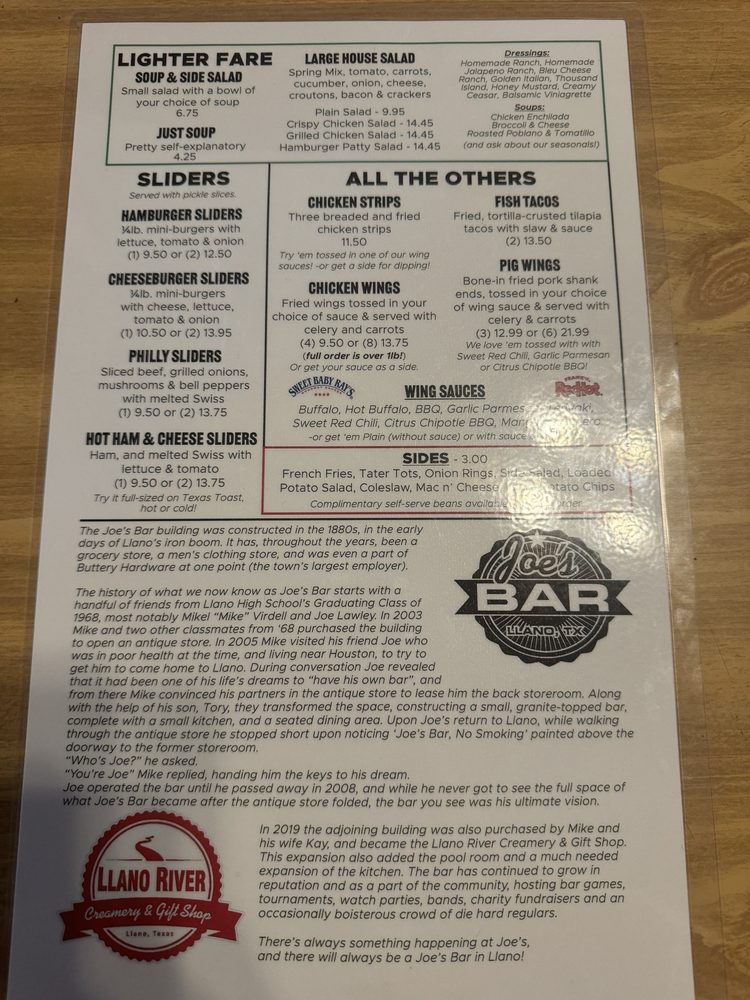 LIGHTER FARE
SOUP & SIDE SALAD
Small salad with a bowl of
your choice of soup
6.75
JUST SOUP
Pretty self-explanatory
4.25
LARGE HOUSE SALAD
Spring Mix, tomato, carrots,
cucumber, onion, cheese,
croutons, bacon & crackers
Plain Salad - 9.95
Crispy Chicken Salad - 14.45
Grilled Chicken Salad - 14.45
Hamburger Patty Salad - 14.45
Dressings:
Homemade Ranch, Homemade
Jalapeno Ranch, Bleu Cheese
Ranch, Golden Italian, Thousand
Island, Honey Mustard, Creamy
Ceasar, Balsamic Viniagrette
Soups:
Chicken Enchilada
Broccoli & Cheese
Roasted Poblano & Tomatillo
(and ask about our seasonals!)
SLIDERS
Served with pickle slices.
HAMBURGER SLIDERS
¼lb. mini-burgers with
lettuce, tomato & onion
(1) 9.50 or (2) 12.50
CHEESEBURGER SLIDERS
¼lb. mini-burgers
with cheese, lettuce,
tomato & onion
(1) 10.50 or (2) 13.95
PHILLY SLIDERS
Sliced beef, grilled onions,
mushrooms & bell peppers
with melted Swiss
(1) 9.50 or (2) 13.75
HOT HAM & CHEESE SLIDERS
Ham, and melted Swiss with
lettuce & tomato
(1) 9.50 or (2) 13.75
Try it full-sized on Texas Toast,
hot or cold!
ALL THE OTHERS
CHICKEN STRIPS
Three breaded and fried
chicken strips
11.50
Try 'em tossed in one of our wing
sauces! -or get a side for dipping!
CHICKEN WINGS
Fried wings tossed in your
choice of sauce & served with
celery and carrots
(4) 9.50 or (8) 13.75
(full order is over 1lb!)
Or get your sauce as a side.
FISH TACOS
Fried, tortilla-crusted tilapia
tacos with slaw & sauce
(2) 13.50
PIG WINGS
Bone-in fried pork shank
ends, tossed in your choice
of wing sauce & served with
celery & carrots
(3) 12.99 or (6) 21.99
We love 'em tossed with with
Sweet Red Chili, Garlic Parmesan
or Citrus Chipotle BBQ!
SWEET BABY RAY'S
WING SAUCES
FRANK'S RedHot
Buffalo, Hot Buffalo, BBQ, Garlic
Sweet Red Chili, Citrus Chipotle BBQ,
-or get 'em Plain (without sauce) or with
SIDES - 3.00
French Fries, Tater Tots, Onion Rings, Side Salad, Loaded
Potato Salad, Coleslaw, Mac n' Cheese Chips
Complimentary self-serve beans order
The Joe's Bar building was constructed in the 1880s, in the early
days of Llano's iron boom. It has, throughout the years, been a
grocery store, a men's clothing store, and was even a part of
Buttery Hardware at one point (the town's largest employer).
Joe's
BAR
LLANO, TX
The history of what we now know as Joe's Bar starts with a
handful of friends from Llano High School's Graduating Class of
1968, most notably Mikel "Mike" Virdell and Joe Lawley. In 2003
Mike and two other classmates from '68 purchased the building
to open an antique store. In 2005 Mike visited his friend Joe who
was in poor health at the time, and living near Houston, to try to
get him to come home to Llano. During conversation Joe revealed
that it had been one of his life's dreams to "have his own bar", and
from there Mike convinced his partners in the antique store to lease him the back storeroom. Along
with the help of his son, Tory, they transformed the space, constructing a small, granite-topped bar,
complete with a small kitchen, and a seated dining area. Upon Joe's return to Llano, while walking
through the antique store he stopped short upon noticing 'Joe's Bar, No Smoking' painted above the
doorway to the former storeroom.
"Who's Joe?" he asked.
"You're Joe" Mike replied, handing him the keys to his dream.
Joe operated the bar until he passed away in 2008, and while he never got to see the full space of
what Joe's Bar became after the antique store folded, the bar you see was his ultimate vision.
LLANO RIVER
Creamery & Gift Shop
Llano, Texas
In 2019 the adjoining building was also purchased by Mike and
his wife Kay, and became the Llano River Creamery & Gift Shop.
This expansion also added the pool room and a much needed
expansion of the kitchen. The bar has continued to grow in
reputation and as a part of the community, hosting bar games,
tournaments, watch parties, bands, charity fundraisers and an
occasionally boisterous crowd of die hard regulars.
There's always something happening at Joe's,
and there will always be a Joe's Bar in Llano!